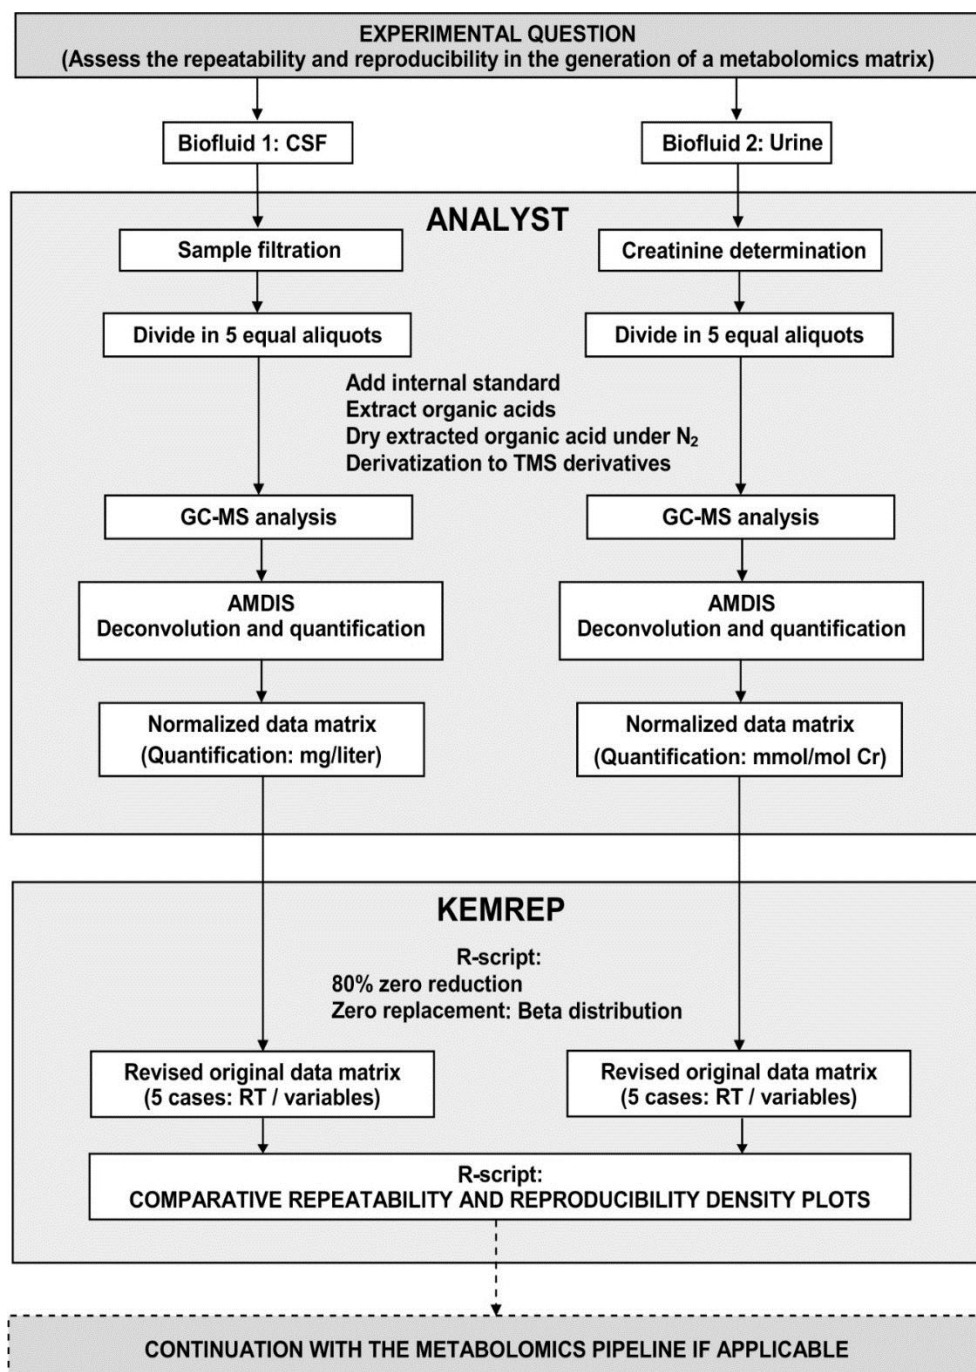 EXPERIMENTAL QUESTION
(Assess the repeatability and reproducibility in the generation of a metabolomics matrix)
Biofluid 1: CSF
Biofluid 2: Urine
ANALYST
Sample filtration
Creatinine determination
Divide in 5 equal aliquots
Divide in 5 equal aliquots
Add internal standard
Extract organic acids
Dry extracted organic acid under N₂
Derivatization to TMS derivatives
GC-MS analysis
GC-MS analysis
AMDIS
Deconvolution and quantification
AMDIS
Deconvolution and quantification
Normalized data matrix
(Quantification: mg/liter)
Normalized data matrix
(Quantification: mmol/mol Cr)
KEMREP
R-script:
80% zero reduction
Zero replacement: Beta distribution
Revised original data matrix
(5 cases: RT / variables)
Revised original data matrix
(5 cases: RT / variables)
R-script:
COMPARATIVE REPEATABILITY AND REPRODUCIBILITY DENSITY PLOTS
CONTINUATION WITH THE METABOLOMICS PIPELINE IF APPLICABLE